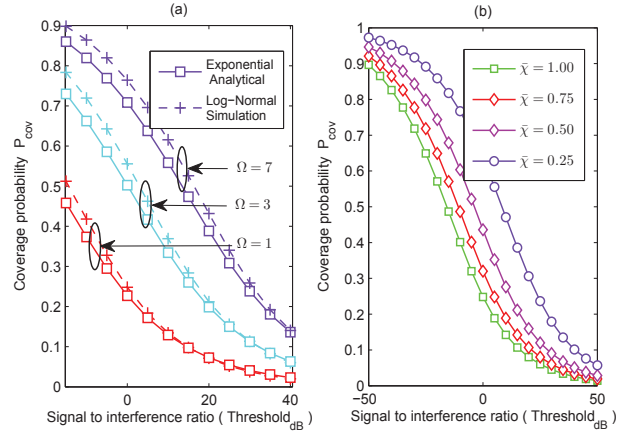 (a)
Coverage probability P_cov
0.9
0.8
0.7
0.6
0.5
0.4
0.3
0.2
0.1
0
0
20
40
Signal to interference ratio ( Threshold_dB )
Exponential
Analytical
Log−Normal
Simulation
Ω = 7
Ω = 3
Ω = 1
(b)
Coverage probability P_cov
1
0.9
0.8
0.7
0.6
0.5
0.4
0.3
0.2
0.1
0
−50
0
50
Signal to interference ratio ( Threshold_dB )
χ̄ = 1.00
χ̄ = 0.75
χ̄ = 0.50
χ̄ = 0.25